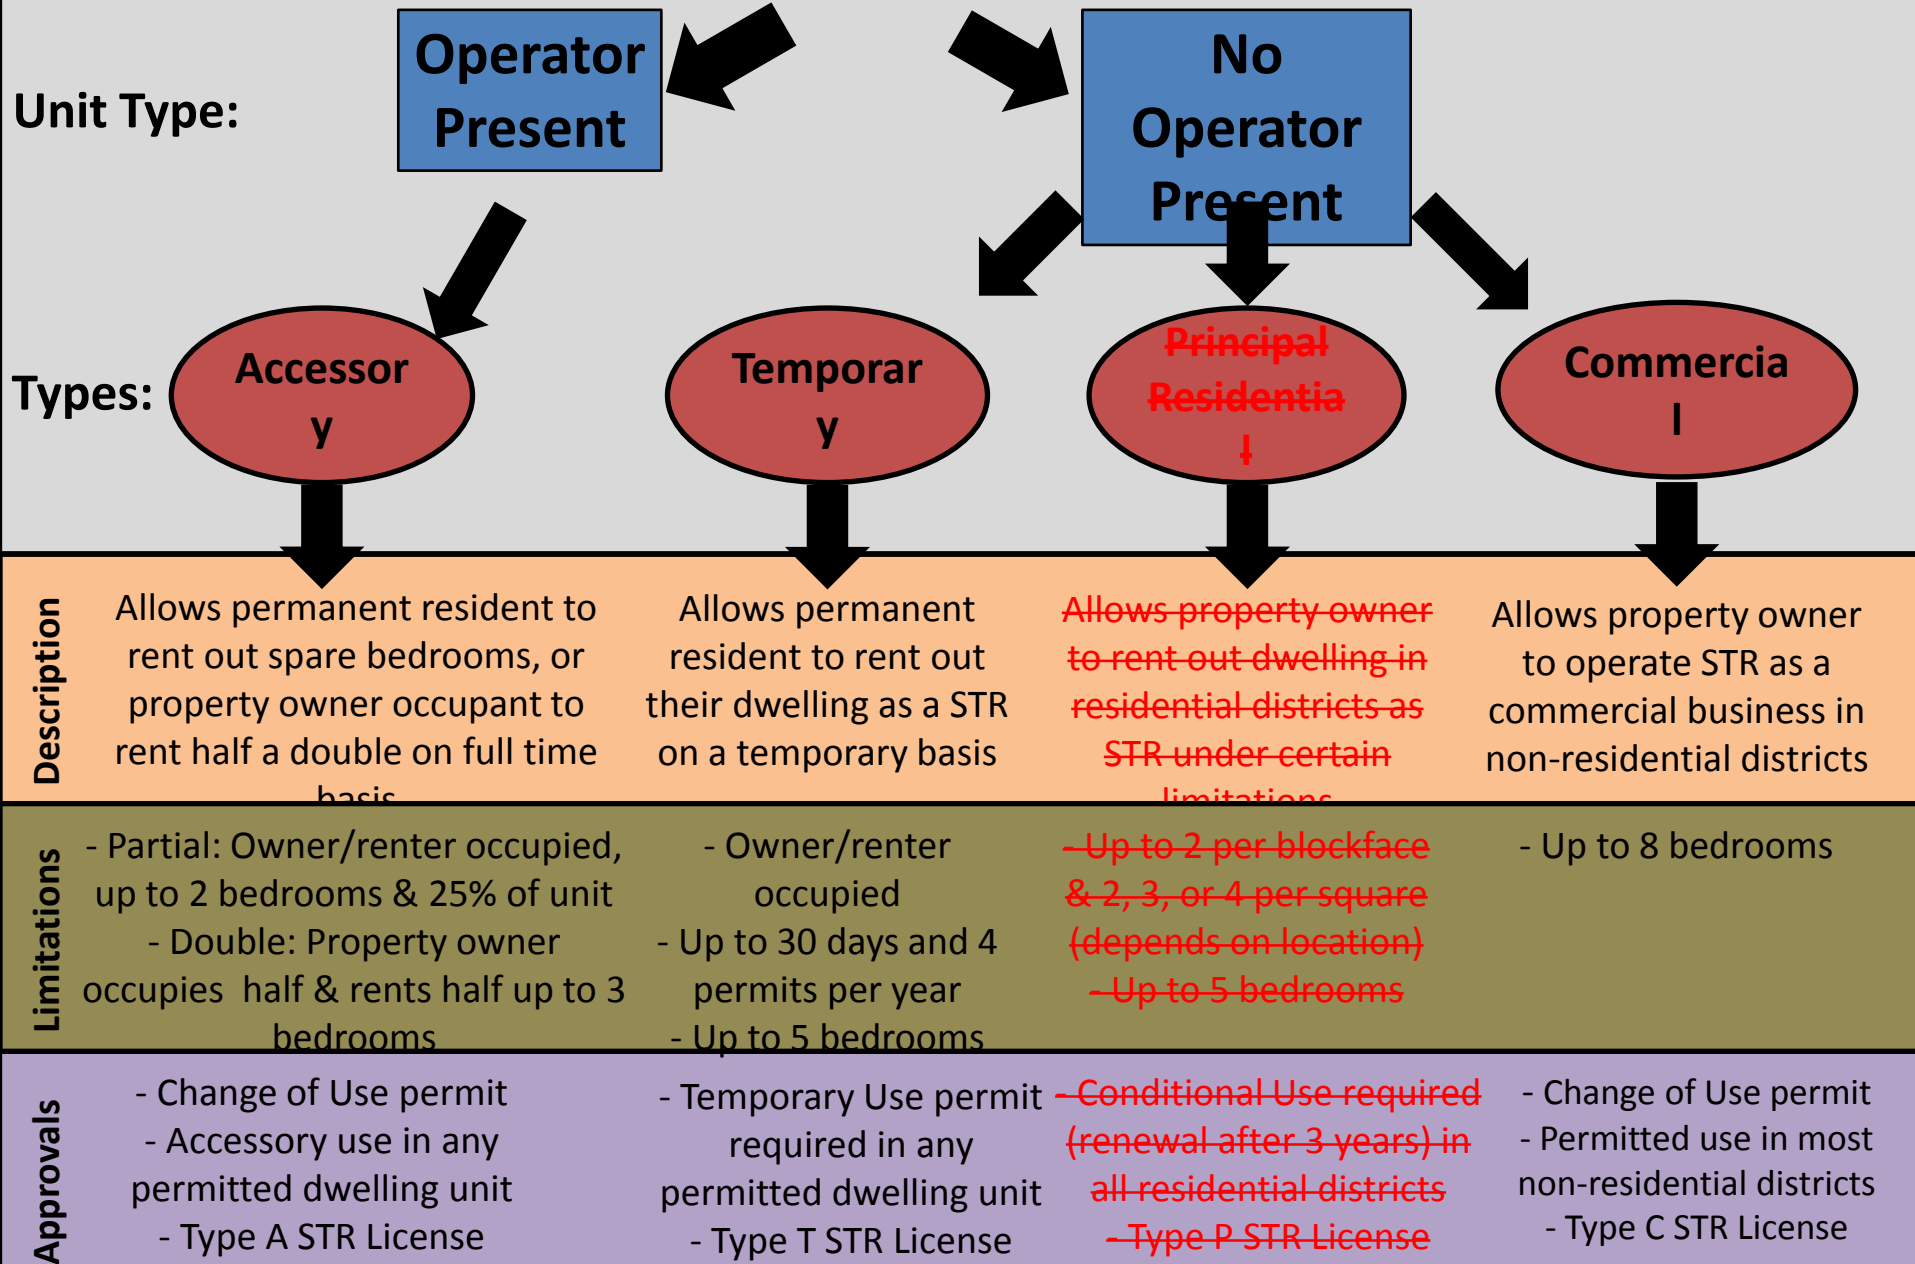 Unit Type:
Operator
Present
No
Operator
Present
Types:
Accessor
y
Temporar
y
Principal
Residentia
l
Commercia
l
Description
Allows permanent resident to
rent out spare bedrooms, or
property owner occupant to
rent half a double on full time
basis
Allows permanent
resident to rent out
their dwelling as a STR
on a temporary basis
Allows property owner
to rent out dwelling in
residential districts as
STR under certain
limitations
Allows property owner
to operate STR as a
commercial business in
non-residential districts
Limitations
- Partial: Owner/renter occupied,
up to 2 bedrooms & 25% of unit
- Double: Property owner
occupies half & rents half up to 3
bedrooms
- Owner/renter
occupied
- Up to 30 days and 4
permits per year
- Up to 5 bedrooms
- Up to 2 per blockface
& 2, 3, or 4 per square
(depends on location)
- Up to 5 bedrooms
- Up to 8 bedrooms
Approvals
- Change of Use permit
- Accessory use in any
permitted dwelling unit
- Type A STR License
- Temporary Use permit
required in any
permitted dwelling unit
- Type T STR License
- Conditional Use required
(renewal after 3 years) in
all residential districts
- Type P STR License
- Change of Use permit
- Permitted use in most
non-residential districts
- Type C STR License